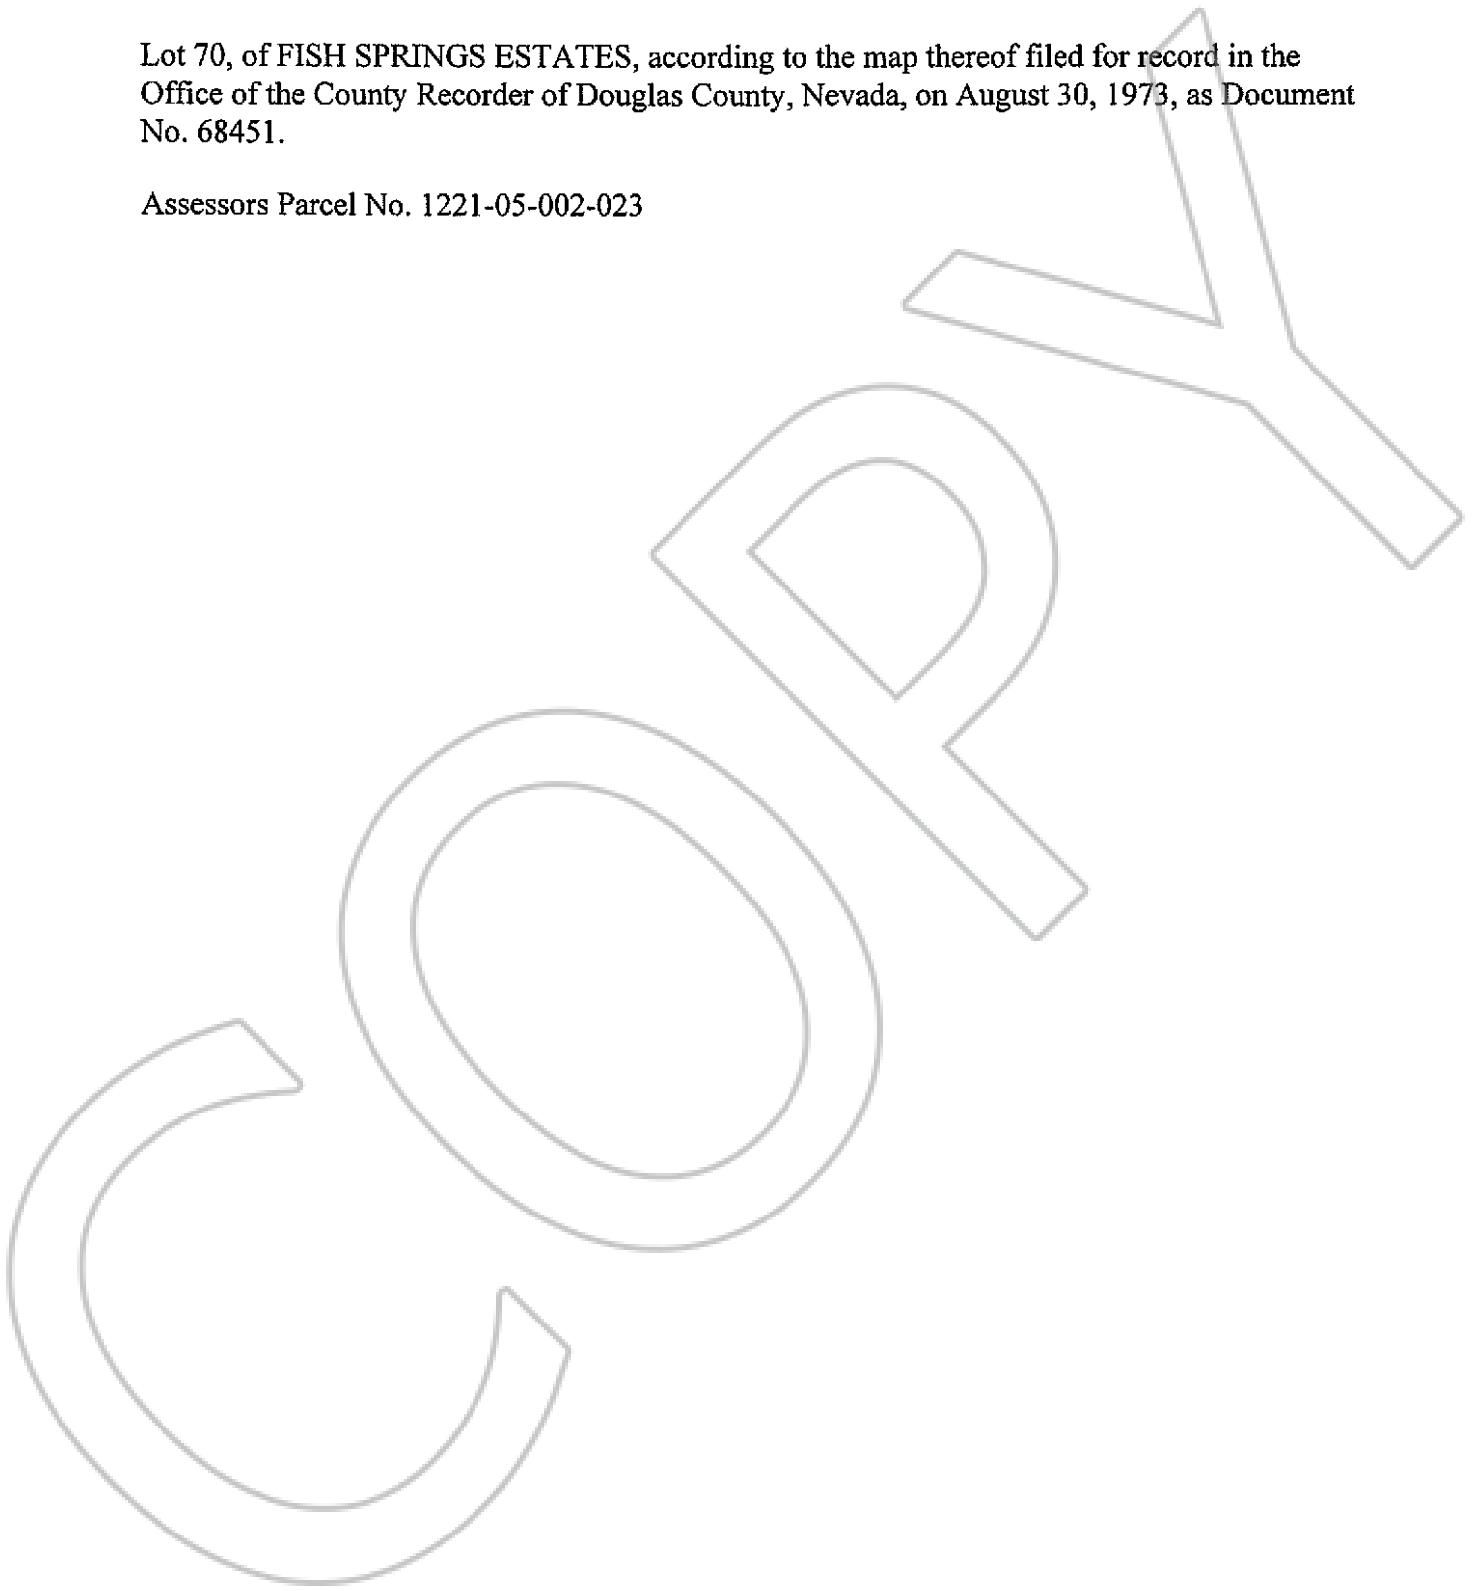 Lot 70, of FISH SPRINGS ESTATES, according to the map thereof filed for record in the
Office of the County Recorder of Douglas County, Nevada, on August 30, 1973, as Document
No. 68451.
Assessors Parcel No. 1221-05-002-023
COPY